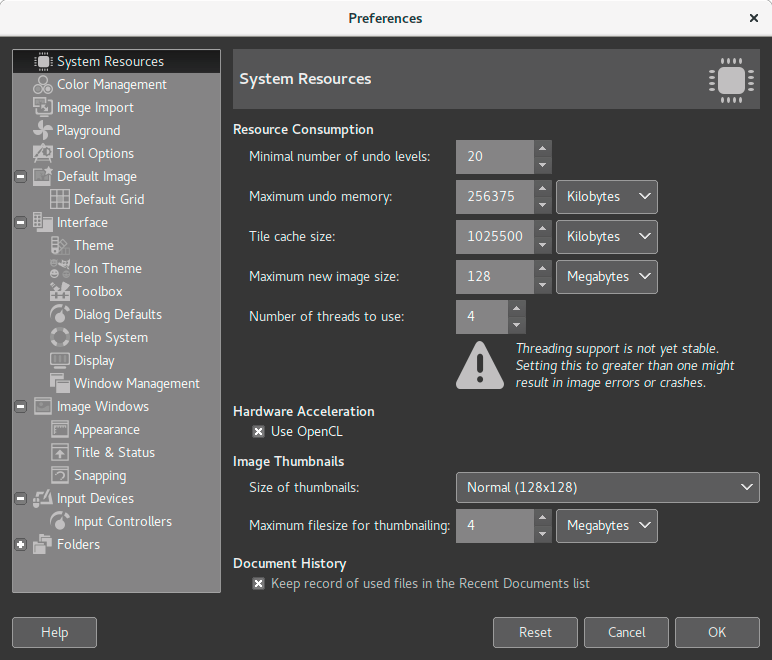 Preferences
System Resources
Color Management
Image Import
Playground
Tool Options
Default Image
Default Grid
Interface
Theme
Icon Theme
Toolbox
Dialog Defaults
Help System
Display
Window Management
Image Windows
Appearance
Title & Status
Snapping
Input Devices
Input Controllers
Folders
System Resources
Resource Consumption
Minimal number of undo levels: 20
Maximum undo memory: 256375 Kilobytes
Tile cache size: 1025500 Kilobytes
Maximum new image size: 128 Megabytes
Number of threads to use: 4
Threading support is not yet stable.
Setting this to greater than one might
result in image errors or crashes.
Hardware Acceleration
Use OpenCL
Image Thumbnails
Size of thumbnails: Normal (128x128)
Maximum filesize for thumbnailing: 4 Megabytes
Document History
Keep record of used files in the Recent Documents list
Help Reset Cancel OK